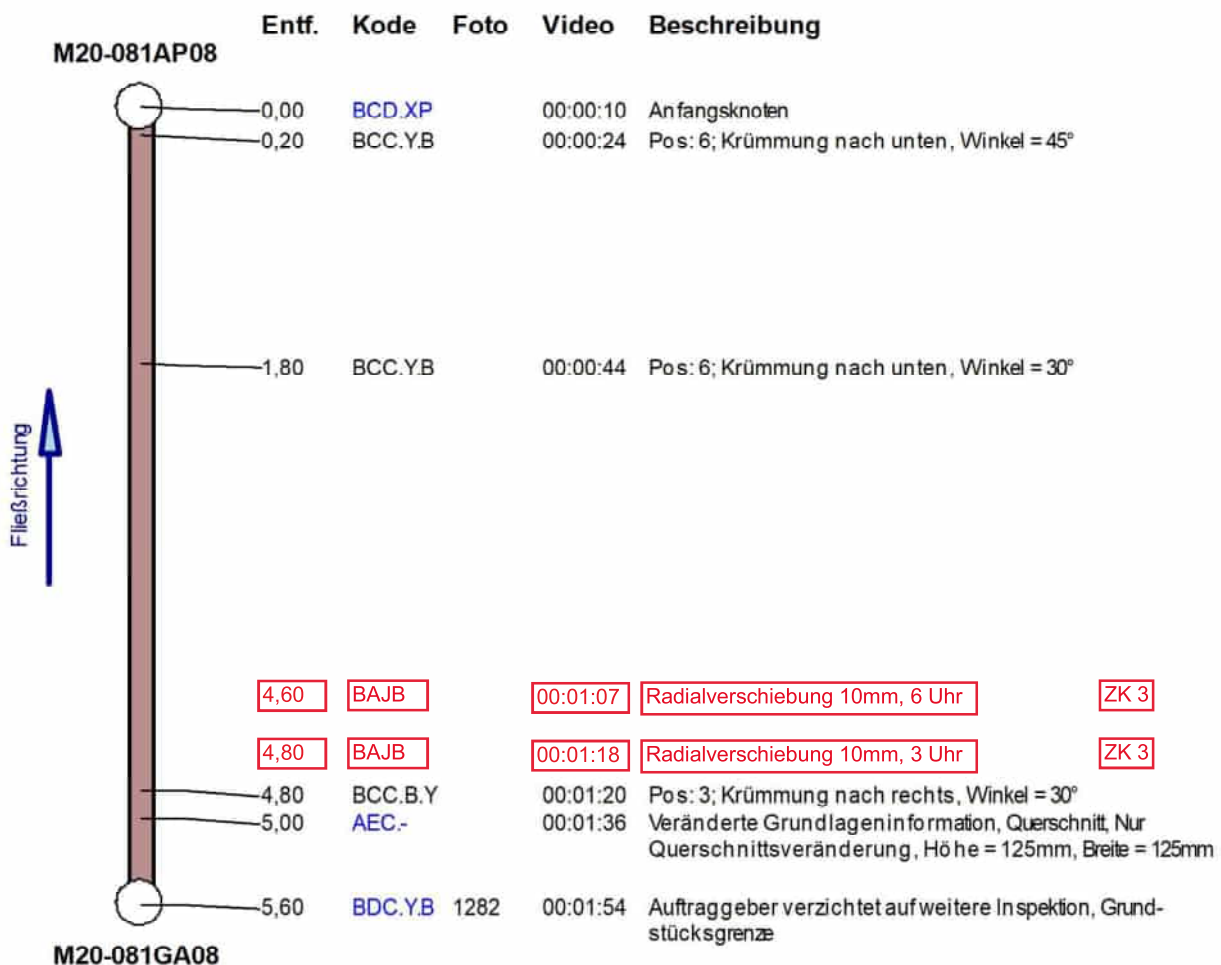 Entf. Kode Foto Video Beschreibung
M20-081AP08
0,00 BCD.XP 00:00:10 Anfangsknoten
0,20 BCC.Y.B 00:00:24 Pos: 6; Krümmung nach unten, Winkel = 45°
1,80 BCC.Y.B 00:00:44 Pos: 6; Krümmung nach unten, Winkel = 30°
Fließrichtung
4,60 BAJB 00:01:07 Radialverschiebung 10mm, 6 Uhr ZK 3
4,80 BAJB 00:01:18 Radialverschiebung 10mm, 3 Uhr ZK 3
4,80 BCC.B.Y 00:01:20 Pos: 3; Krümmung nach rechts, Winkel = 30°
5,00 AEC.- 00:01:36 Veränderte Grundlageninformation, Querschnitt, Nur
Querschnittsveränderung, Höhe = 125mm, Breite = 125mm
5,60 BDC.Y.B 1282 00:01:54 Auftraggeber verzichtet auf weitere Inspektion, Grund-
stücksgrenze
M20-081GA08